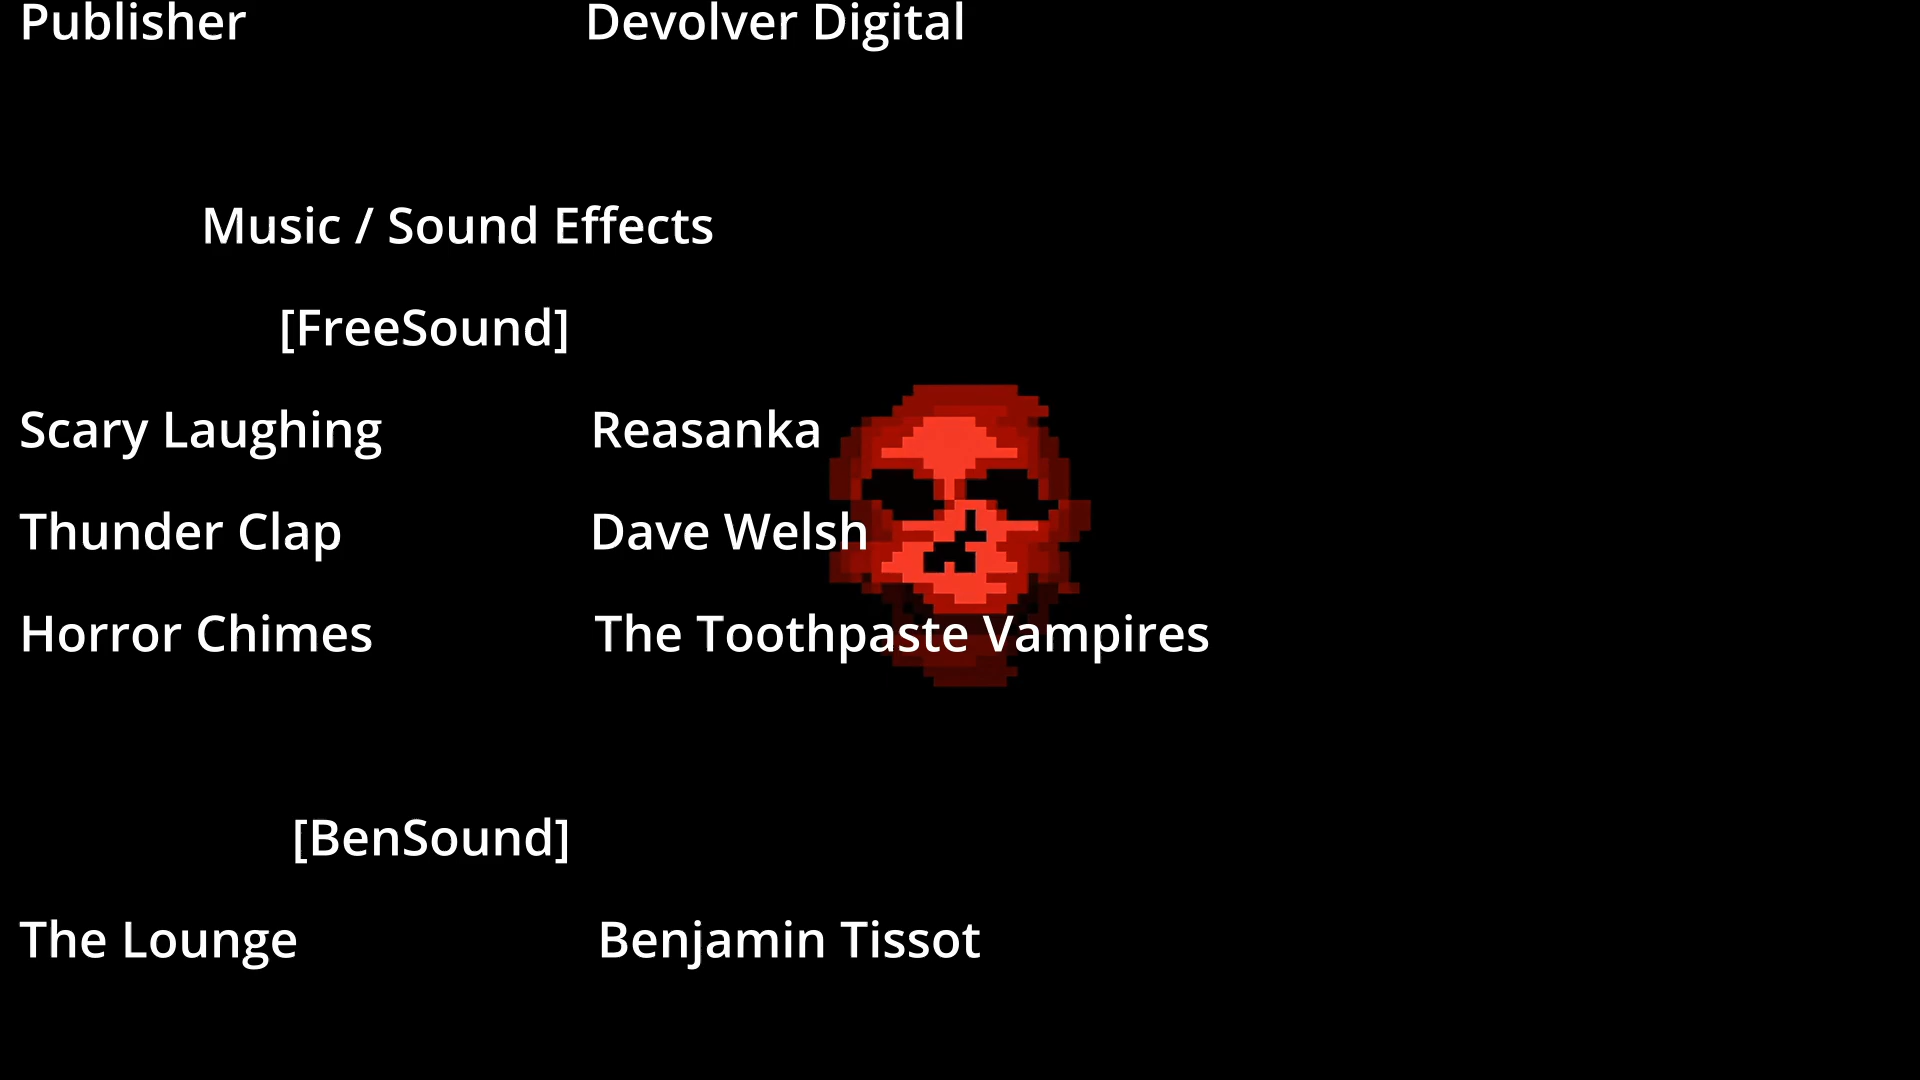 Publisher Devolver Digital
Music / Sound Effects
[FreeSound]
Scary Laughing Reasanka
Thunder Clap Dave Welsh
Horror Chimes The Toothpaste Vampires
[BenSound]
The Lounge Benjamin Tissot